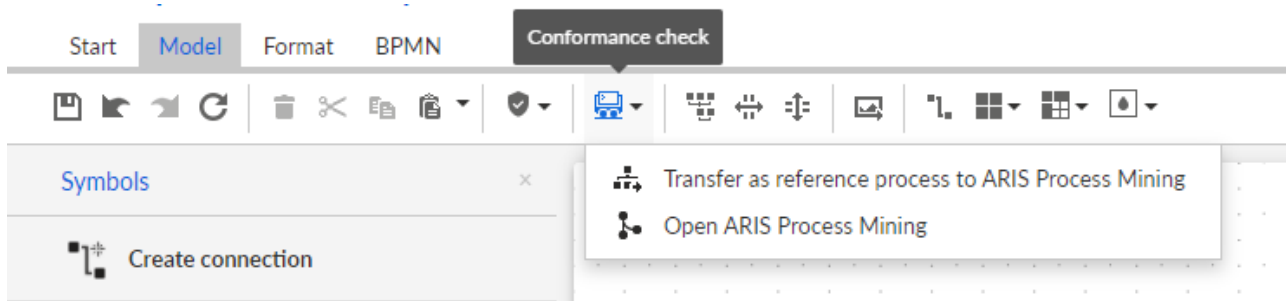 Conformance check
Start Model Format BPMN
Transfer as reference process to ARIS Process Mining
Symbols
Open ARIS Process Mining
Create connection